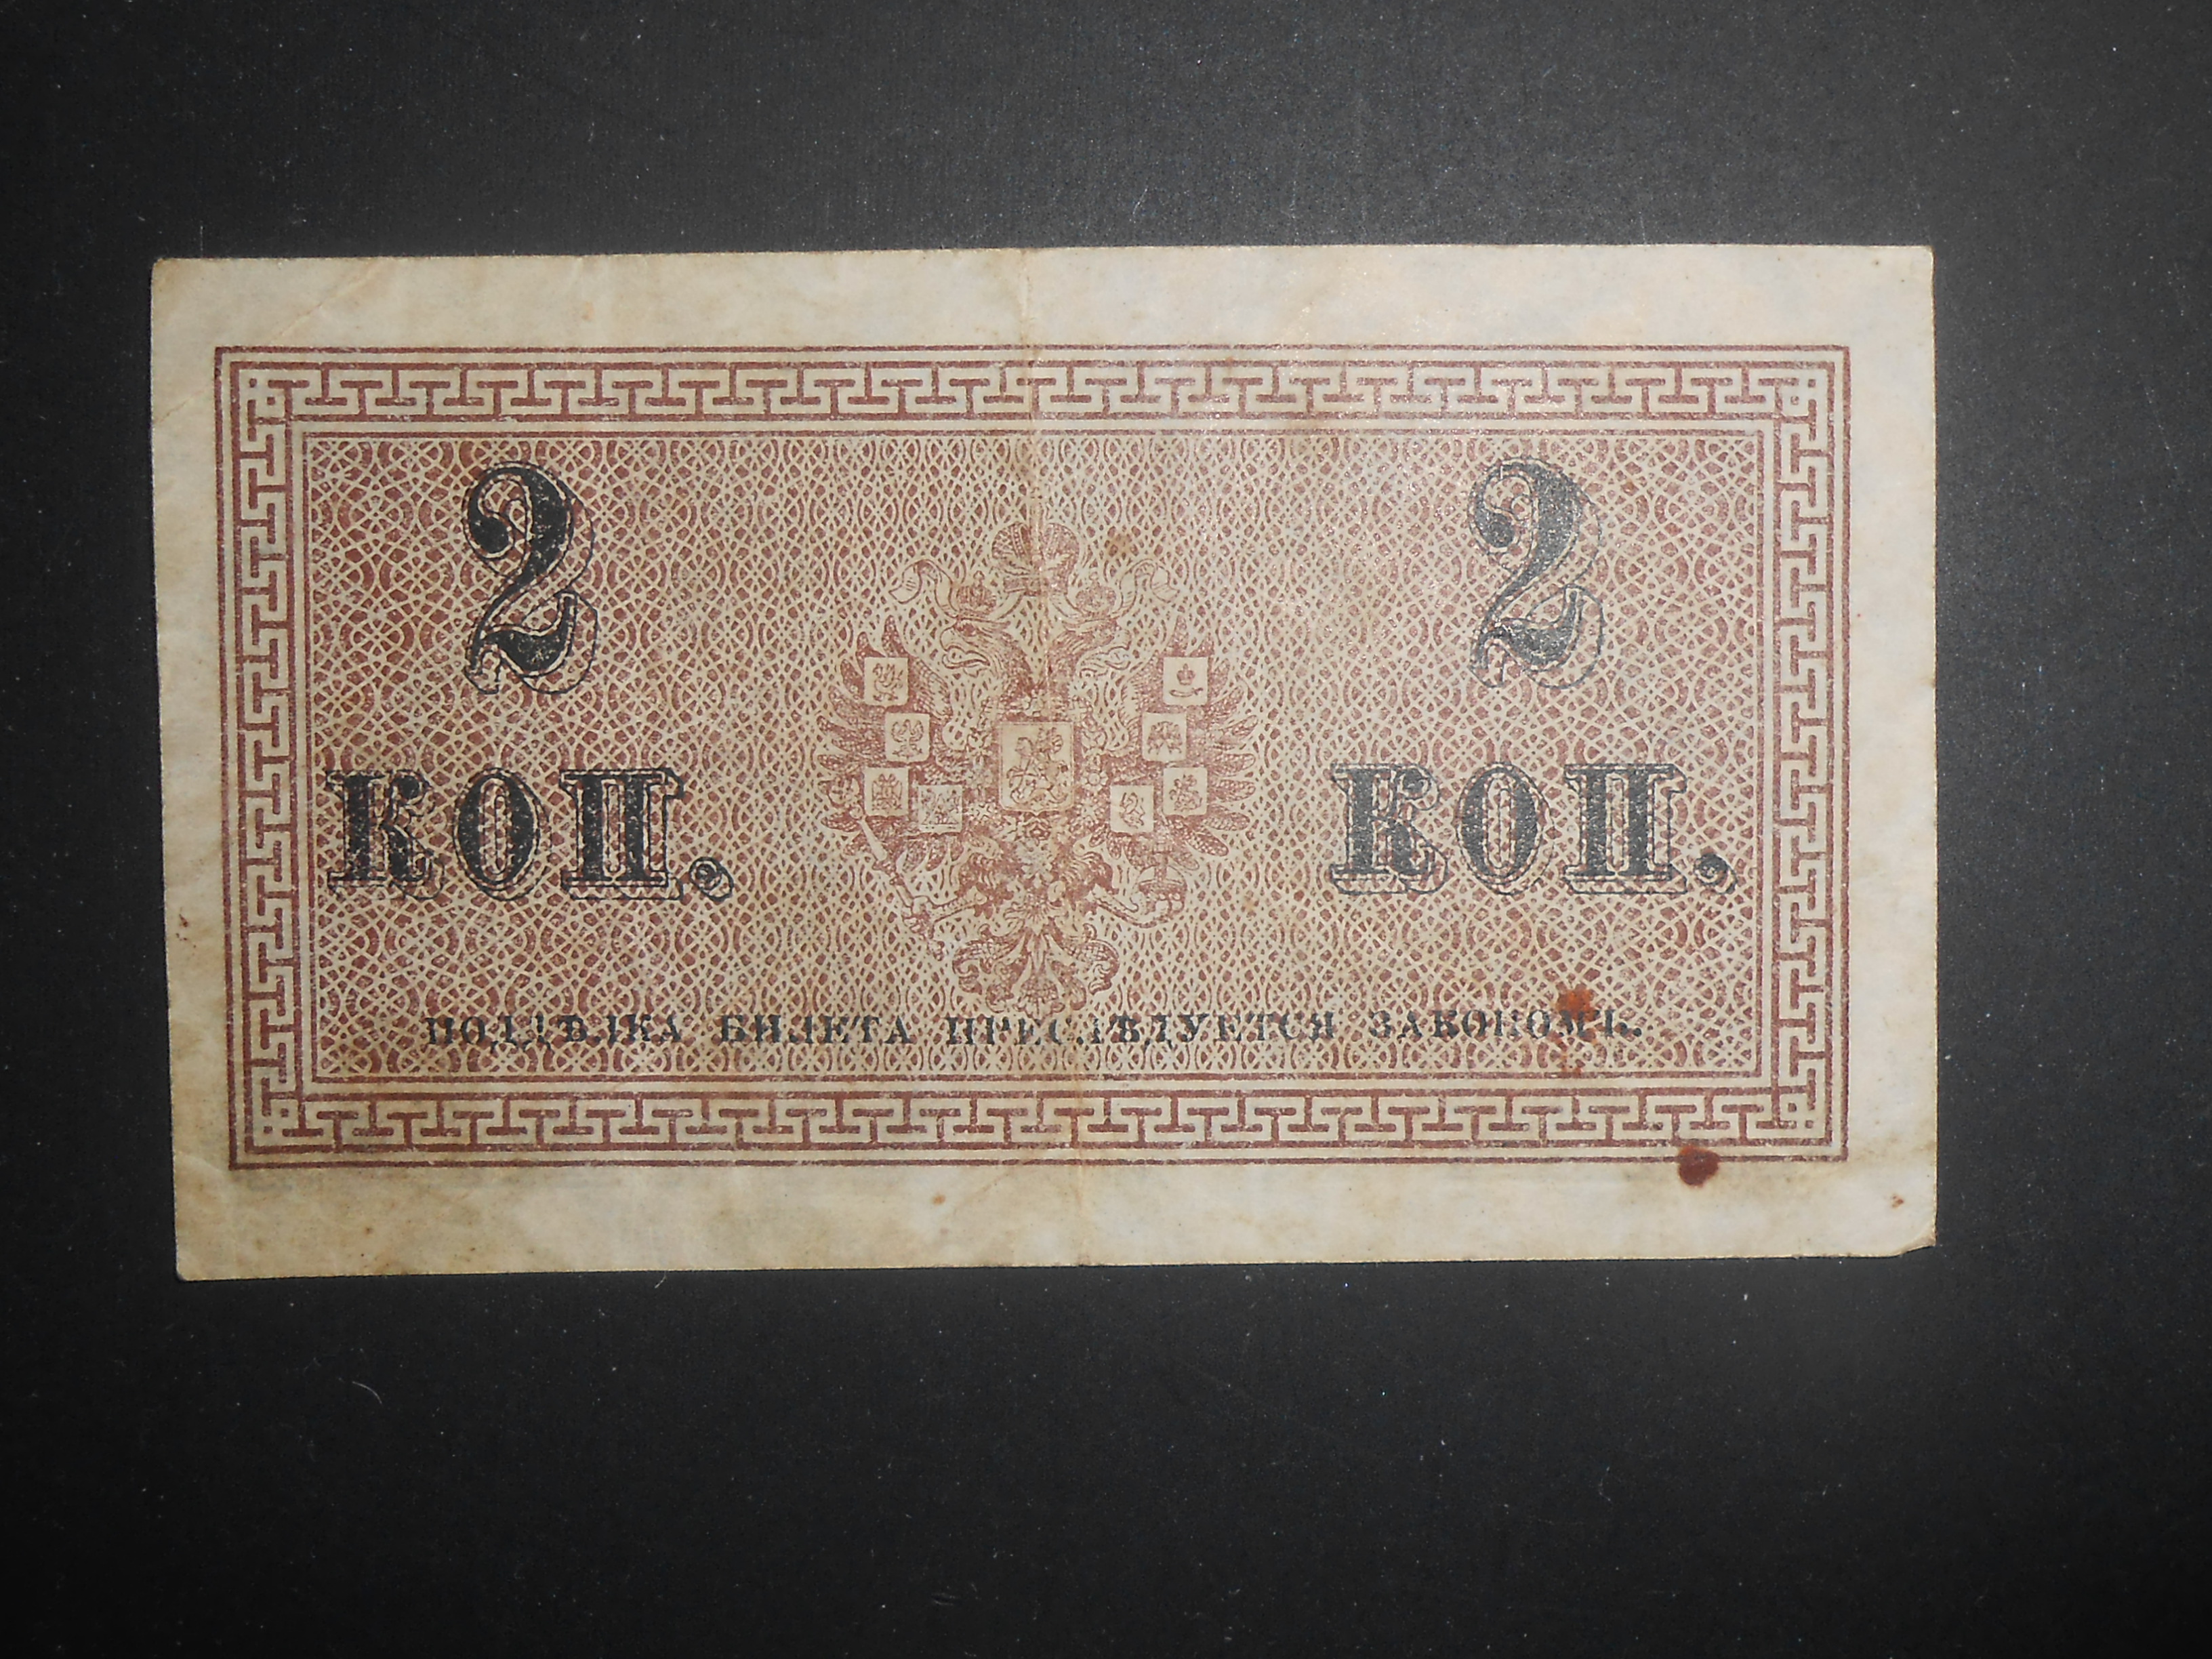 2 2
КОП. КОП.
ПОДДѢЛКА БИЛЕТА ПРЕСЛѢДУЕТСЯ ЗАКОНОМЪ.